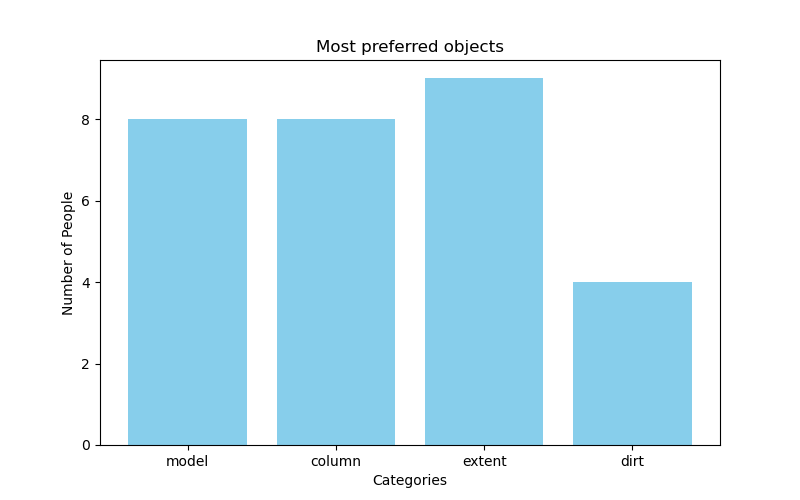 Most preferred objects
Number of People
8
6
4
2
0
model column extent dirt
Categories